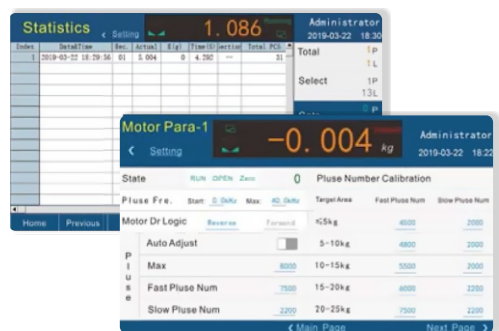 Statistics
Setting
1.086
Administrator
2019-03-22 18:30
Index Data&Time Rec. Actual E(g) Time(S) Section Total PCS
1 2019-03-22 18:29:56 01 5.004 0 4.292 --- 31
Total 1P
1L
Select 1P
13L
0 P
Home Previous
Motor Para-1
Setting
-0.004 kg
Administrator
2019-03-22 18:22
State RUN OPEN Zero 0
Pluse Number Calibration
Pluse Fre. Start: 0.0kHz Max: 40.0kHz
Target Area Fast Pluse Num Slow Pluse Num
Motor Dr Logic Reverse Forward
≤5kg 4000 2000
Auto Adjust
5-10kg 4800 2000
Pluse
Max 8000
10-15kg 5500 2000
Fast Pluse Num 7500
15-20kg 6000 2200
Slow Pluse Num 2200
20-25kg 7500 2200
Main Page Next Page